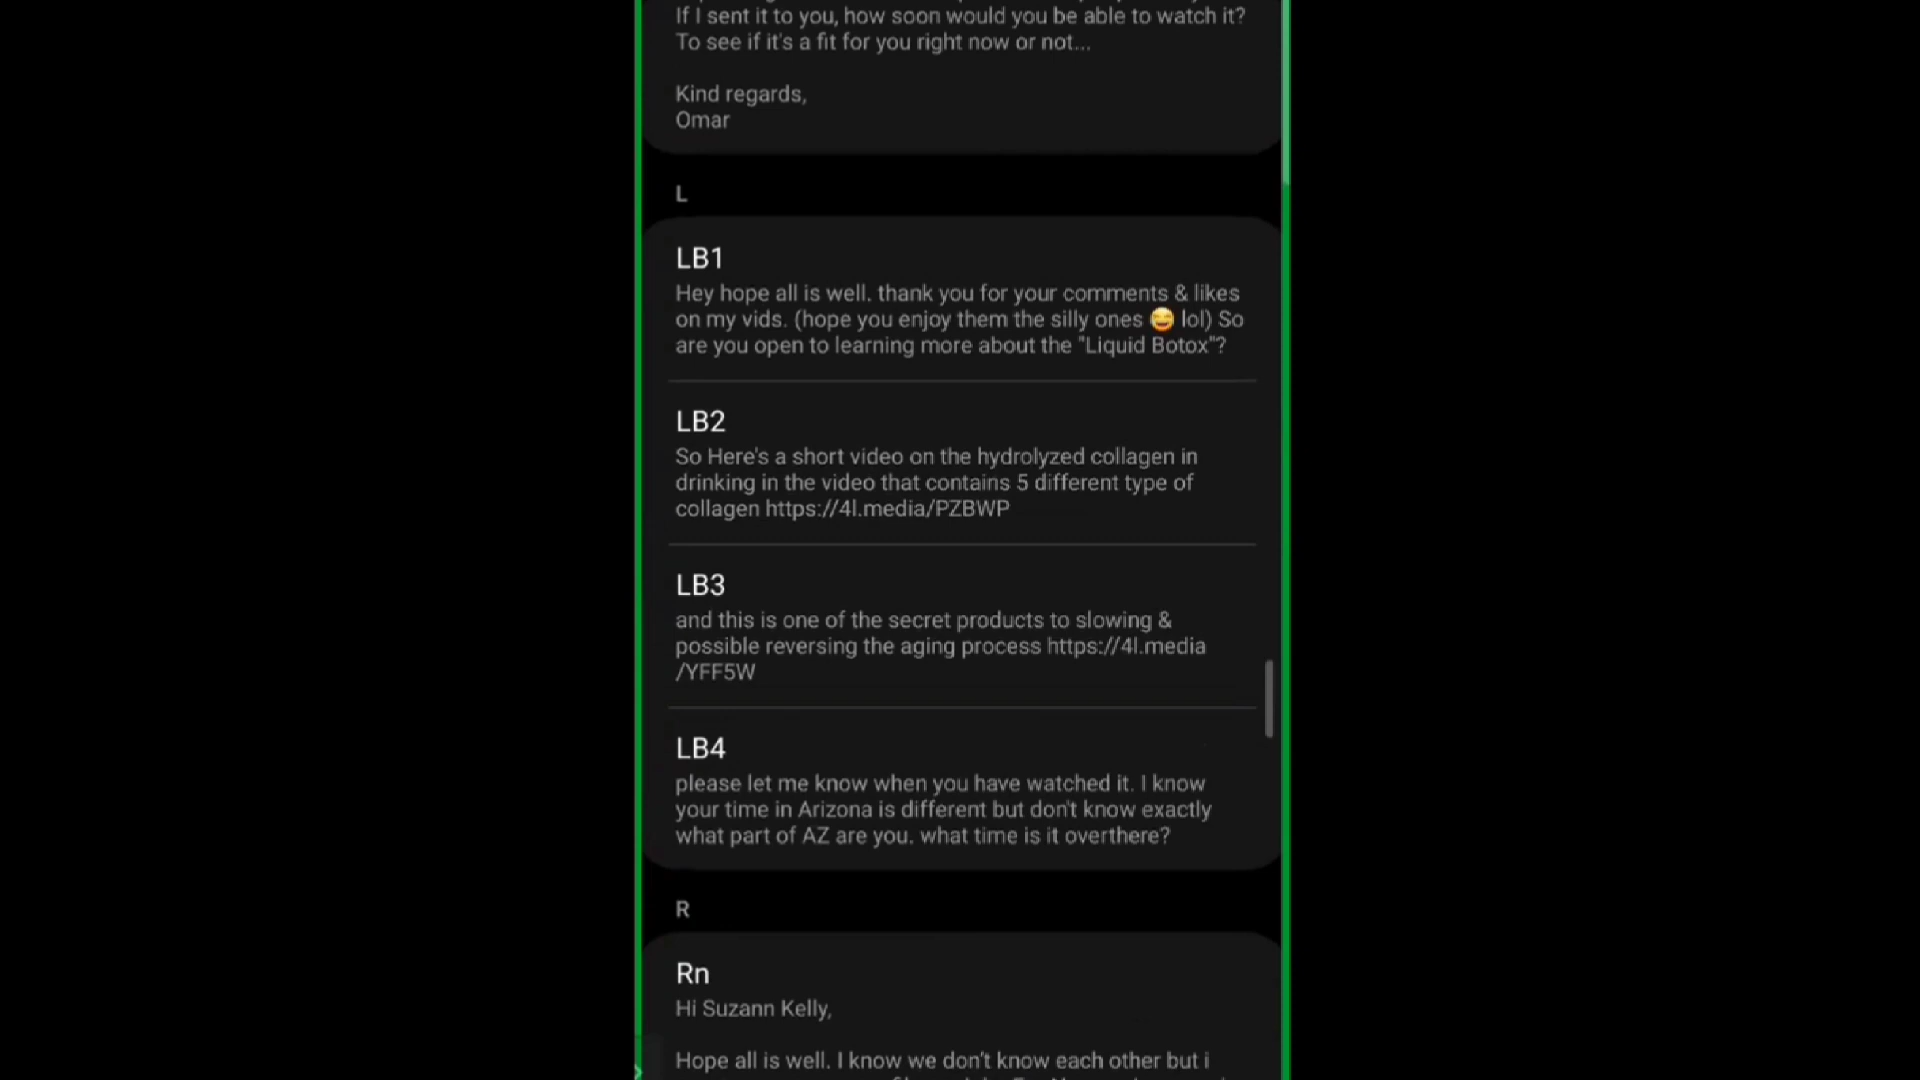 If I sent it to you, how soon would you be able to watch it?
To see if it's a fit for you right now or not...
Kind regards,
Omar
L
LB1
Hey hope all is well. thank you for your comments & likes
on my vids. (hope you enjoy them the silly ones 😅 lol) So
are you open to learning more about the "Liquid Botox"?
LB2
So Here's a short video on the hydrolyzed collagen in
drinking in the video that contains 5 different type of
collagen https://4l.media/PZBWP
LB3
and this is one of the secret products to slowing &
possible reversing the aging process https://4l.media
/YFF5W
LB4
please let me know when you have watched it. I know
your time in Arizona is different but don't know exactly
what part of AZ are you. what time is it overthere?
R
Rn
Hi Suzann Kelly,
Hope all is well. I know we don't know each other but i